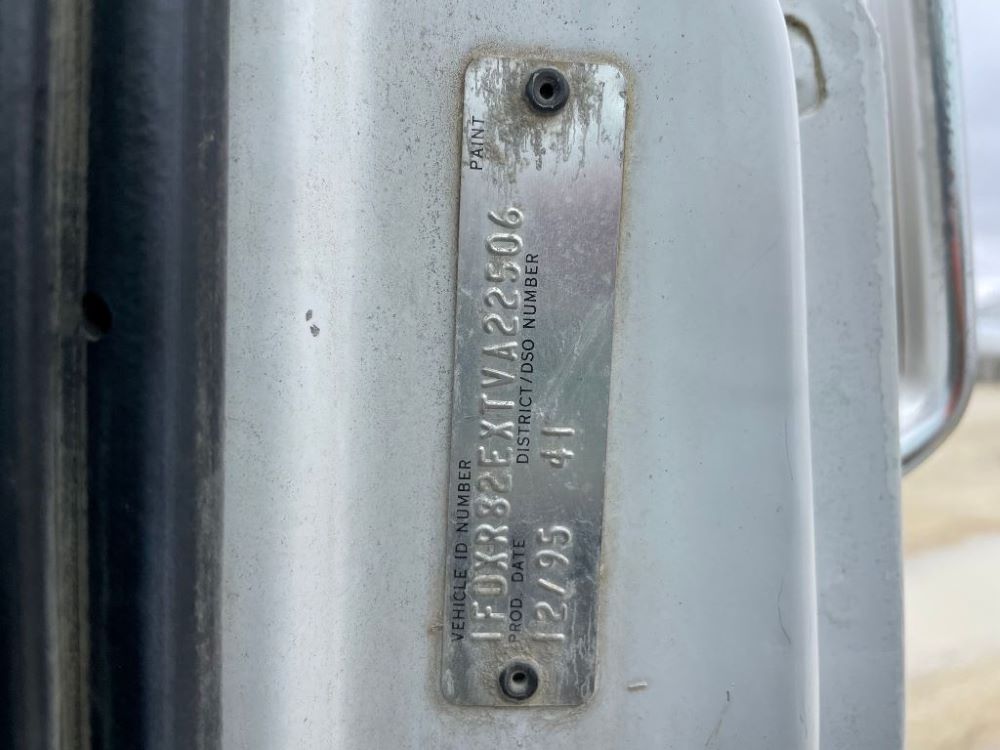 PAINT
VEHICLE ID NUMBER
1FDXR82EXTVA22506
PROD. DATE DISTRICT/DSO NUMBER
12/95 41